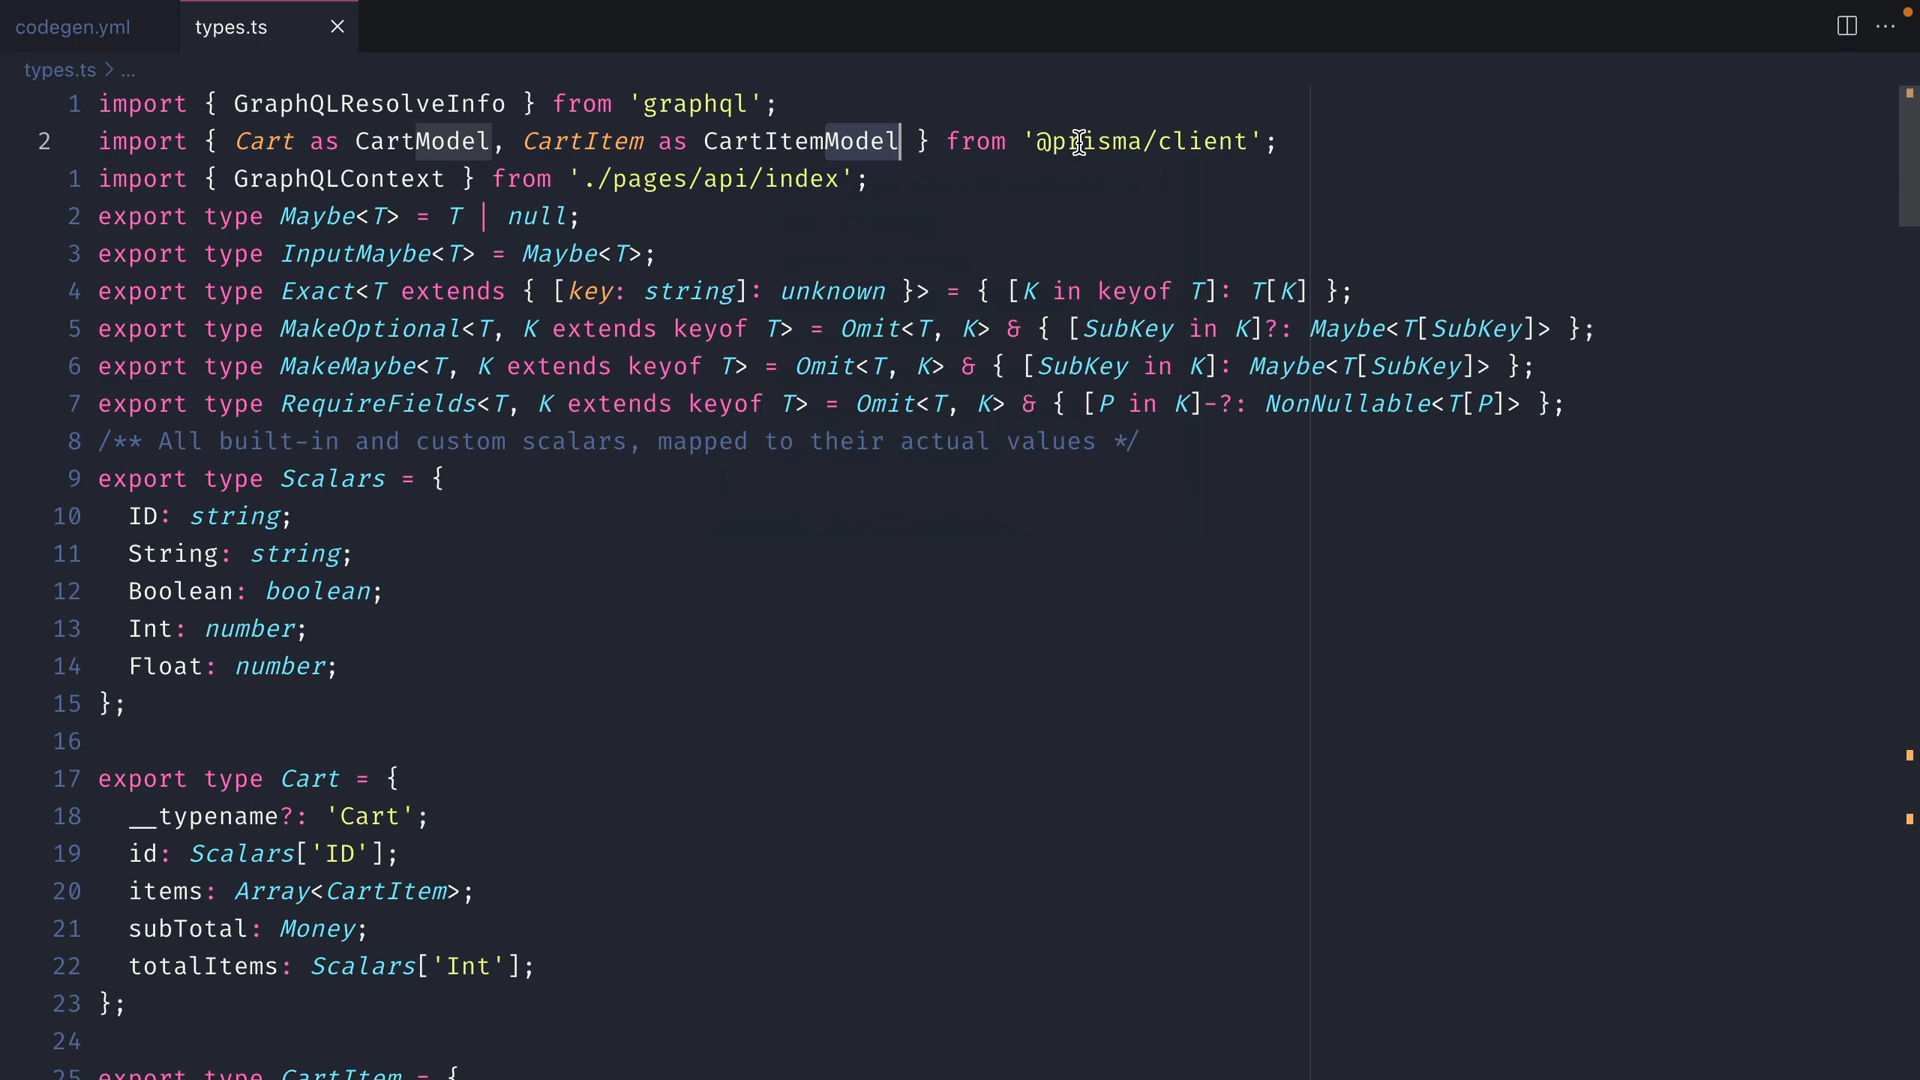 codegen.yml types.ts
types.ts > ...
1 import { GraphQLResolveInfo } from 'graphql';
2 import { Cart as CartModel, CartItem as CartItemModel } from '@prisma/client';
1 import { GraphQLContext } from './pages/api/index';
2 export type Maybe<T> = T | null;
3 export type InputMaybe<T> = Maybe<T>;
4 export type Exact<T extends { [key: string]: unknown }> = { [K in keyof T]: T[K] };
5 export type MakeOptional<T, K extends keyof T> = Omit<T, K> & { [SubKey in K]?: Maybe<T[SubKey]> };
6 export type MakeMaybe<T, K extends keyof T> = Omit<T, K> & { [SubKey in K]: Maybe<T[SubKey]> };
7 export type RequireFields<T, K extends keyof T> = Omit<T, K> & { [P in K]-?: NonNullable<T[P]> };
8 /** All built-in and custom scalars, mapped to their actual values */
9 export type Scalars = {
10 ID: string;
11 String: string;
12 Boolean: boolean;
13 Int: number;
14 Float: number;
15 };
16
17 export type Cart = {
18 __typename?: 'Cart';
19 id: Scalars['ID'];
20 items: Array<CartItem>;
21 subTotal: Money;
22 totalItems: Scalars['Int'];
23 };
24
25 export type CartItem = {